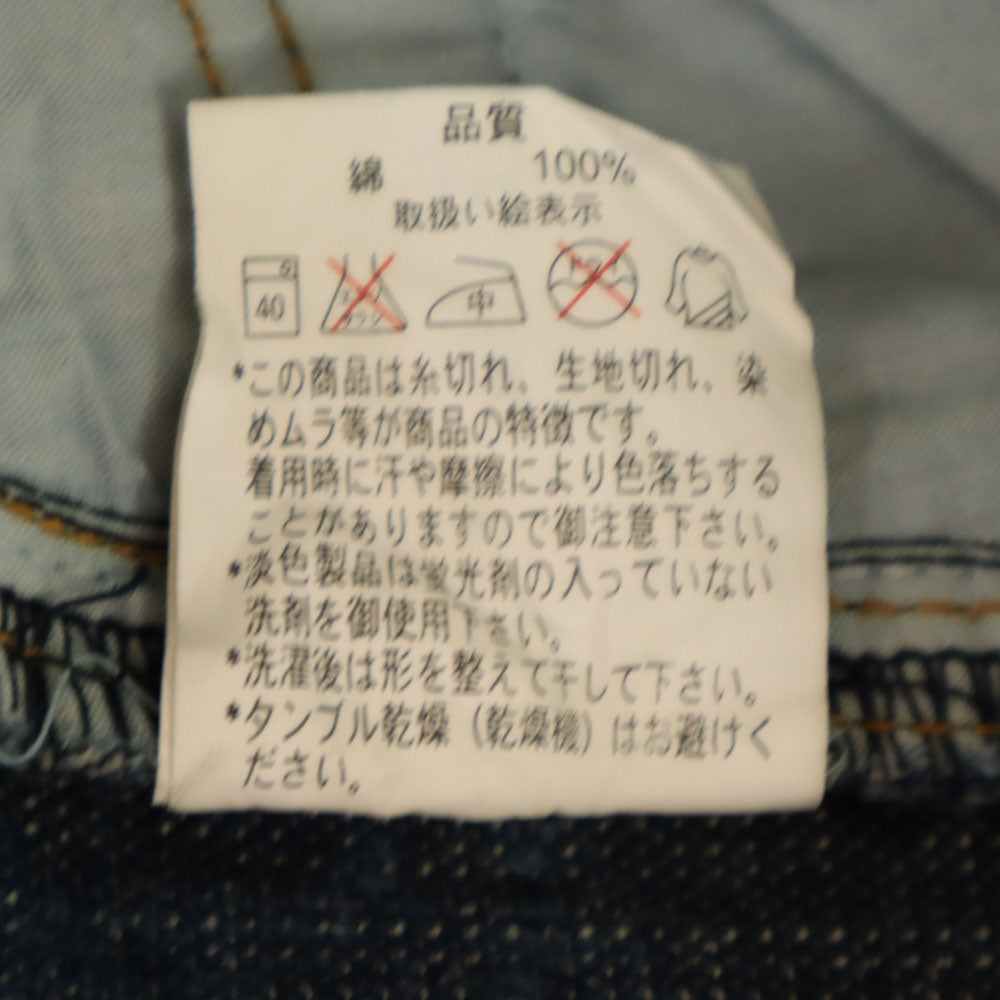 品質
綿 100%
取扱い絵表示
40 中
*この商品は糸切れ、生地切れ、染
めムラ等が商品の特徴です。
着用時に汗や摩擦により色落ちする
ことがありますので御注意下さい。
*淡色製品は蛍光剤の入っていない
洗剤を御使用下さい。
*洗濯後は形を整えて干して下さい。
*タンブル乾燥（乾燥機）はお避けく
ださい。